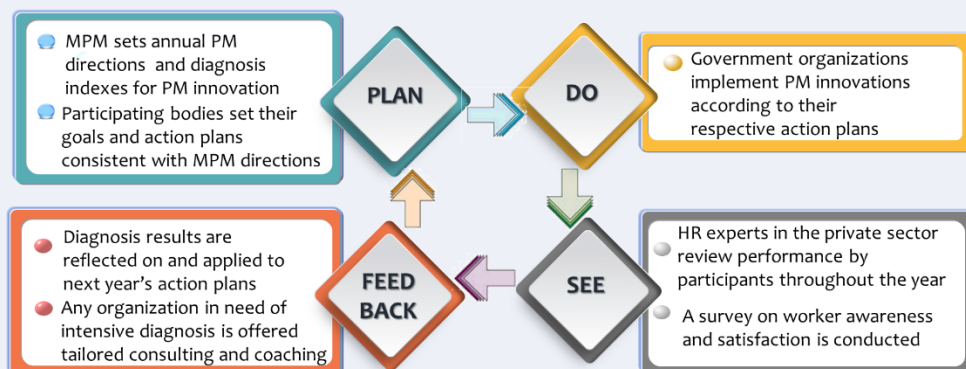 MPM sets annual PM
directions and diagnosis
indexes for PM innovation
Participating bodies set their
goals and action plans
consistent with MPM directions
PLAN
DO
Government organizations
implement PM innovations
according to their
respective action plans
Diagnosis results are
reflected on and applied to
next year's action plans
Any organization in need of
intensive diagnosis is offered
tailored consulting and coaching
FEED
BACK
SEE
HR experts in the private sector
review performance by
participants throughout the year
A survey on worker awareness
and satisfaction is conducted